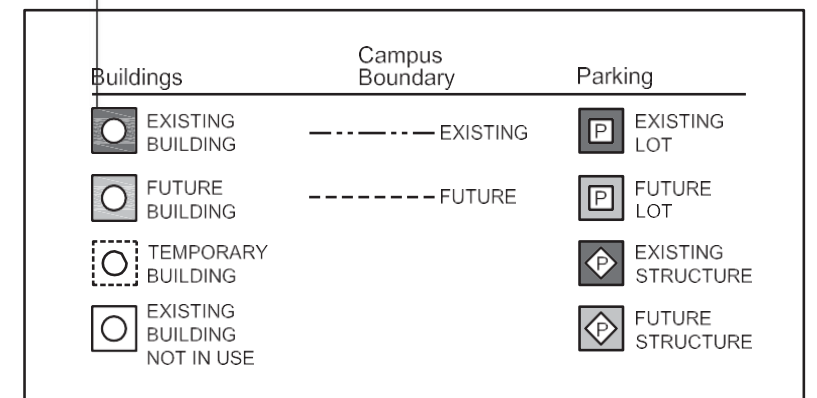 Buildings
Campus
Boundary
Parking
EXISTING
BUILDING
EXISTING
P
EXISTING
LOT
FUTURE
BUILDING
FUTURE
P
FUTURE
LOT
TEMPORARY
BUILDING
P
EXISTING
STRUCTURE
EXISTING
BUILDING
NOT IN USE
P
FUTURE
STRUCTURE